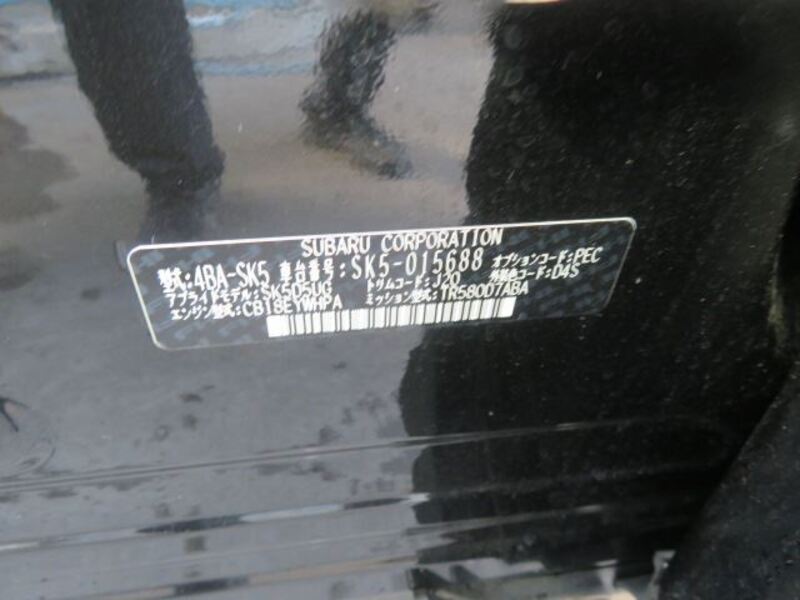 SUBARU CORPORATION
型式:4BA-SK5 車台番号:SK5-015688 オプションコード:PEC
アプライドモデル:SK5D5UG トリムコード:J20 外装色コード:D4S
エンジン型式:CB18EYWHPA ミッション型式:TR580D7ABA